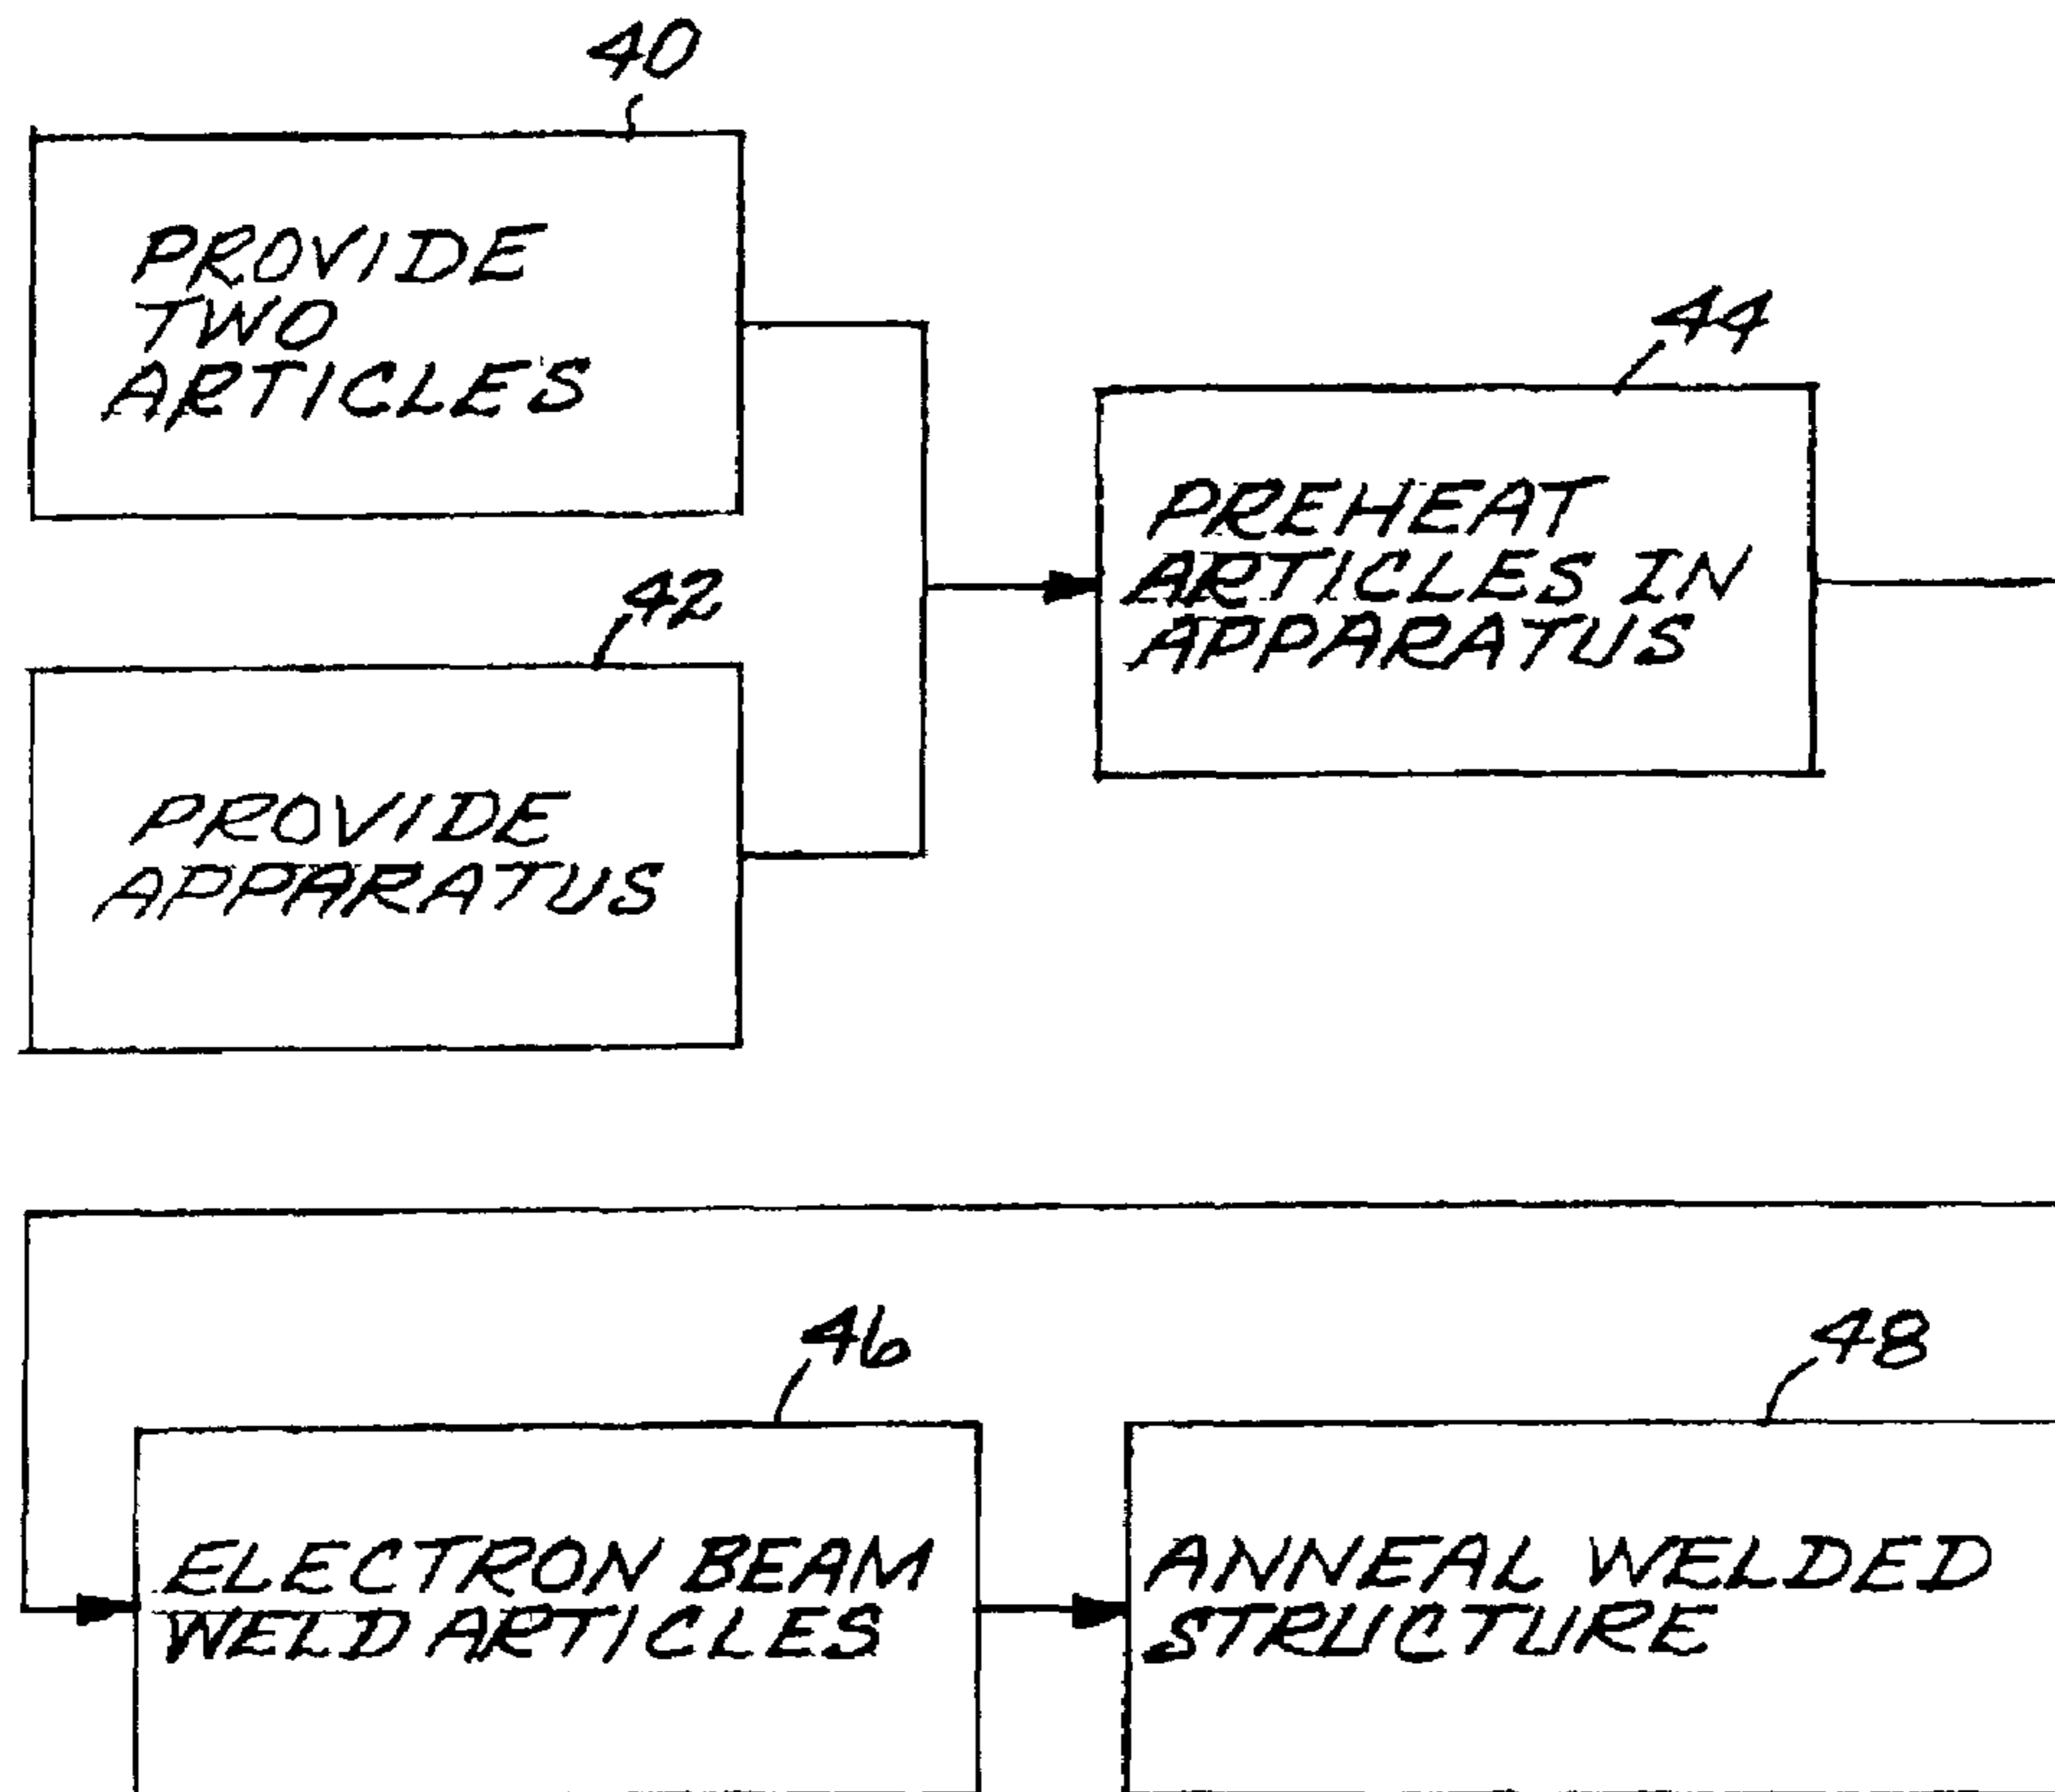 40
PROVIDE
TWO
ARTICLES
42
PROVIDE
APPARATUS
44
PREHEAT
ARTICLES IN
APPARATUS
46
ELECTRON BEAM
WELD ARTICLES
48
ANNEAL WELDED
STRUCTURE